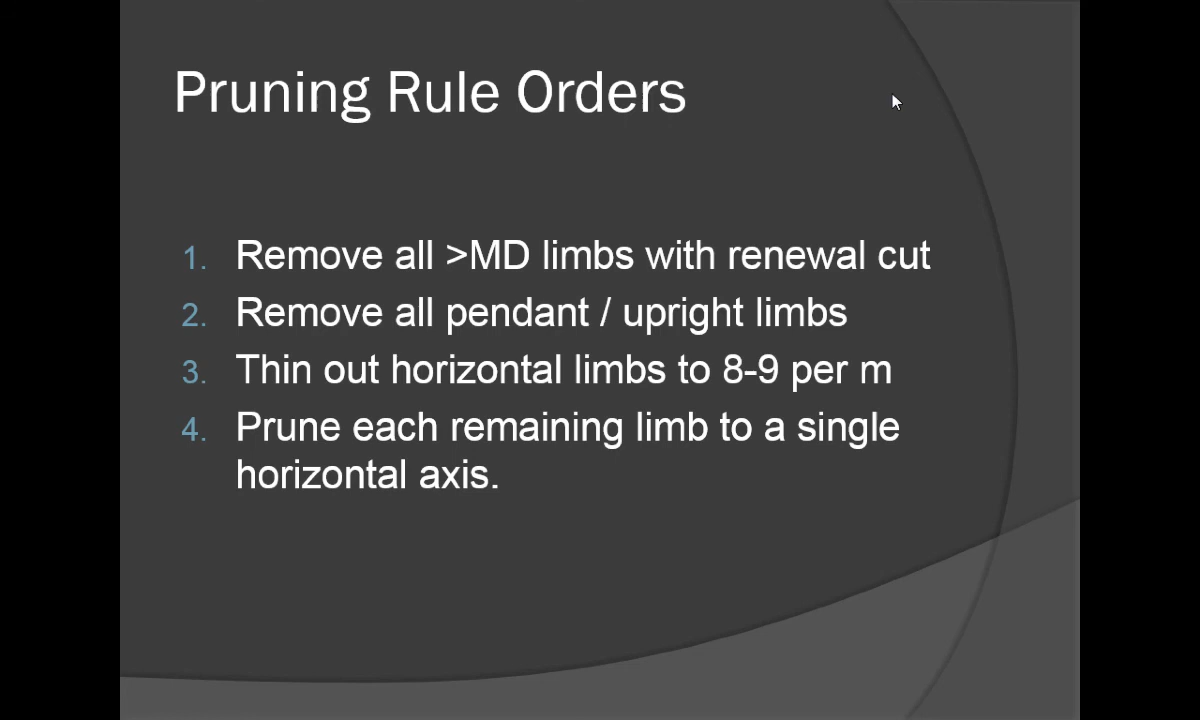 Pruning Rule Orders
1. Remove all >MD limbs with renewal cut
2. Remove all pendant / upright limbs
3. Thin out horizontal limbs to 8-9 per m
4. Prune each remaining limb to a single
horizontal axis.